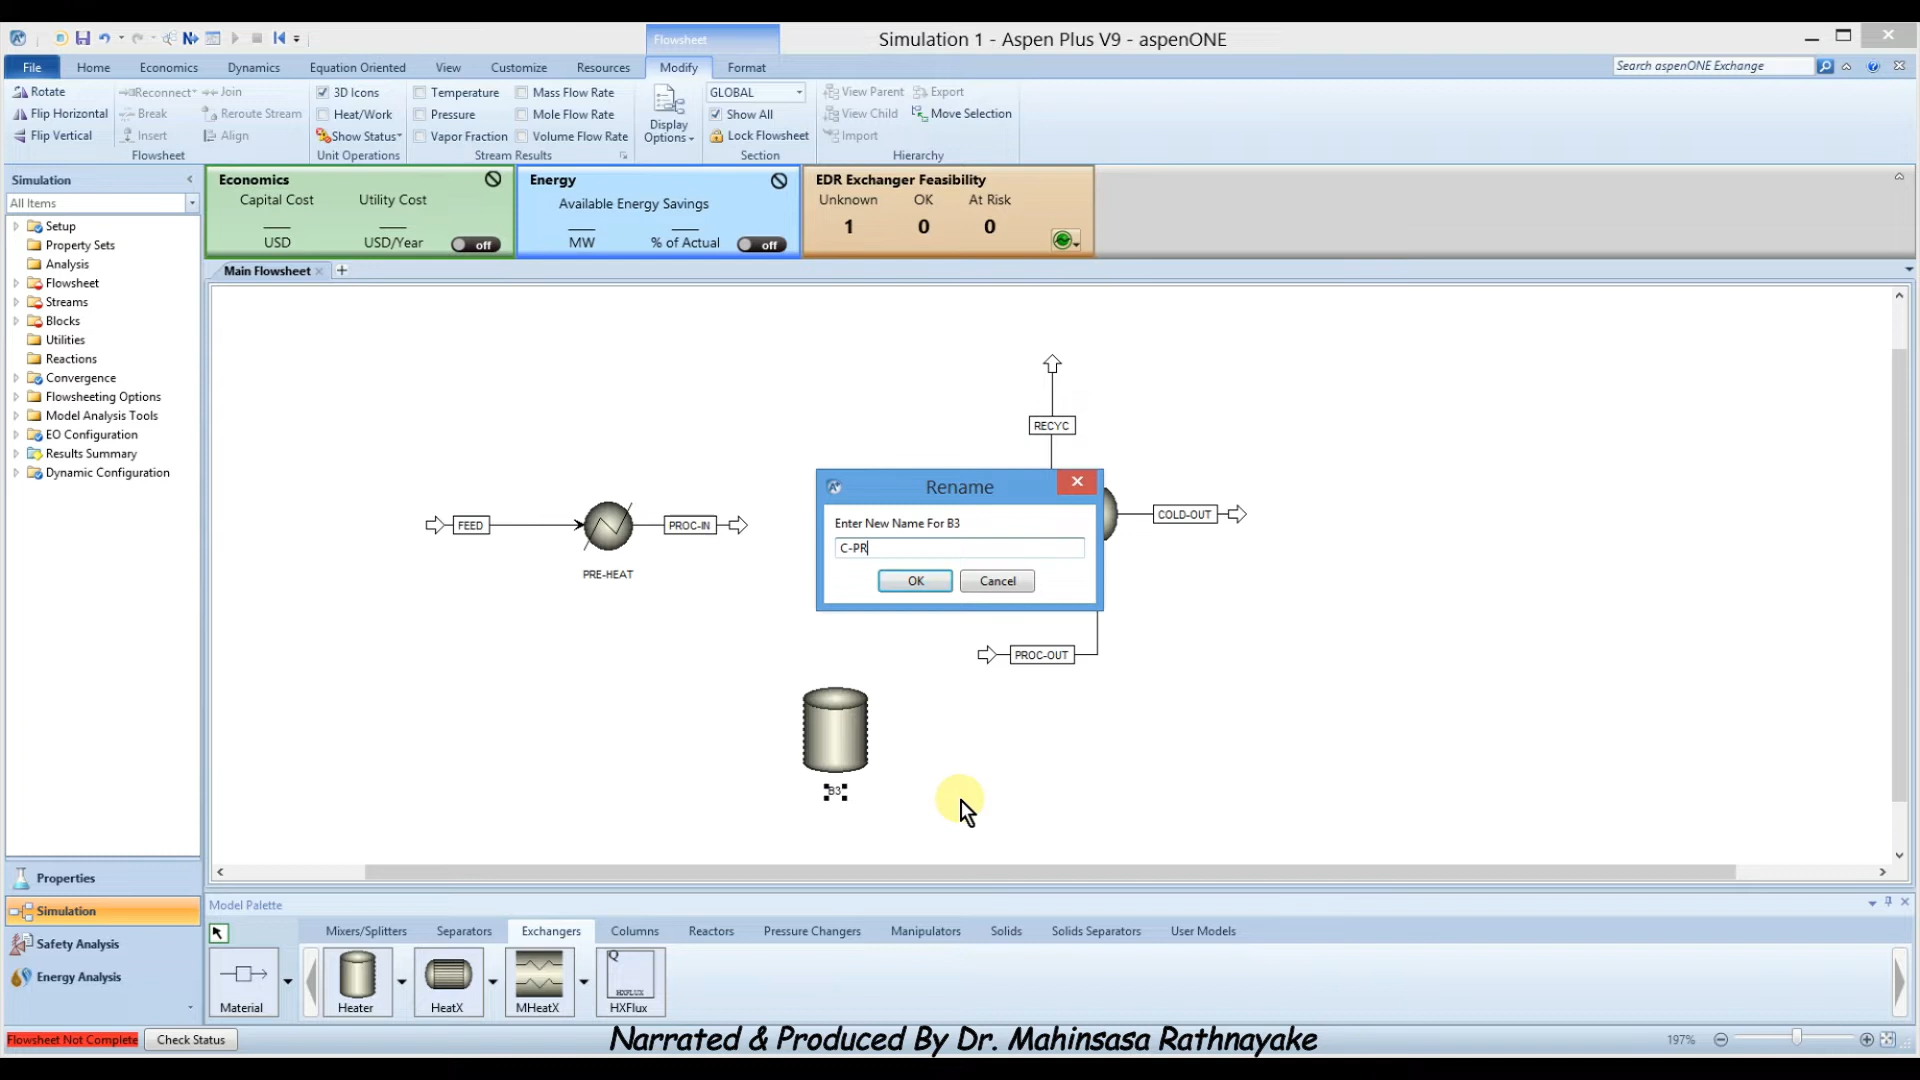 Flowsheet
Simulation 1 - Aspen Plus V9 - aspenONE
File Home Economics Dynamics Equation Oriented View Customize Resources Modify Format Search aspenONE Exchange
Rotate Reconnect Join 3D Icons Temperature Mass Flow Rate GLOBAL View Parent Export
Flip Horizontal Break Reroute Stream Heat/Work Pressure Mole Flow Rate Display Show All View Child Move Selection
Flip Vertical Insert Align Show Status Vapor Fraction Volume Flow Rate Options Lock Flowsheet Import
Flowsheet Unit Operations Stream Results Section Hierarchy
Simulation
All Items
Setup
Property Sets
Analysis
Flowsheet
Streams
Blocks
Utilities
Reactions
Convergence
Flowsheeting Options
Model Analysis Tools
EO Configuration
Results Summary
Dynamic Configuration
Properties
Simulation
Safety Analysis
Energy Analysis
Economics
Capital Cost Utility Cost
USD USD/Year off
Energy
Available Energy Savings
MW % of Actual off
EDR Exchanger Feasibility
Unknown OK At Risk
1 0 0
Main Flowsheet
RECYC
FEED PROC-IN
PRE-HEAT
Rename
Enter New Name For B3
C-PR
OK Cancel
COLD-OUT
PROC-OUT
B3
Model Palette
Mixers/Splitters Separators Exchangers Columns Reactors Pressure Changers Manipulators Solids Solids Separators User Models
Q
HXFLUX
Material Heater HeatX MHeatX HXFlux
Flowsheet Not Complete Check Status
Narrated & Produced By Dr. Mahinsasa Rathnayake
197%